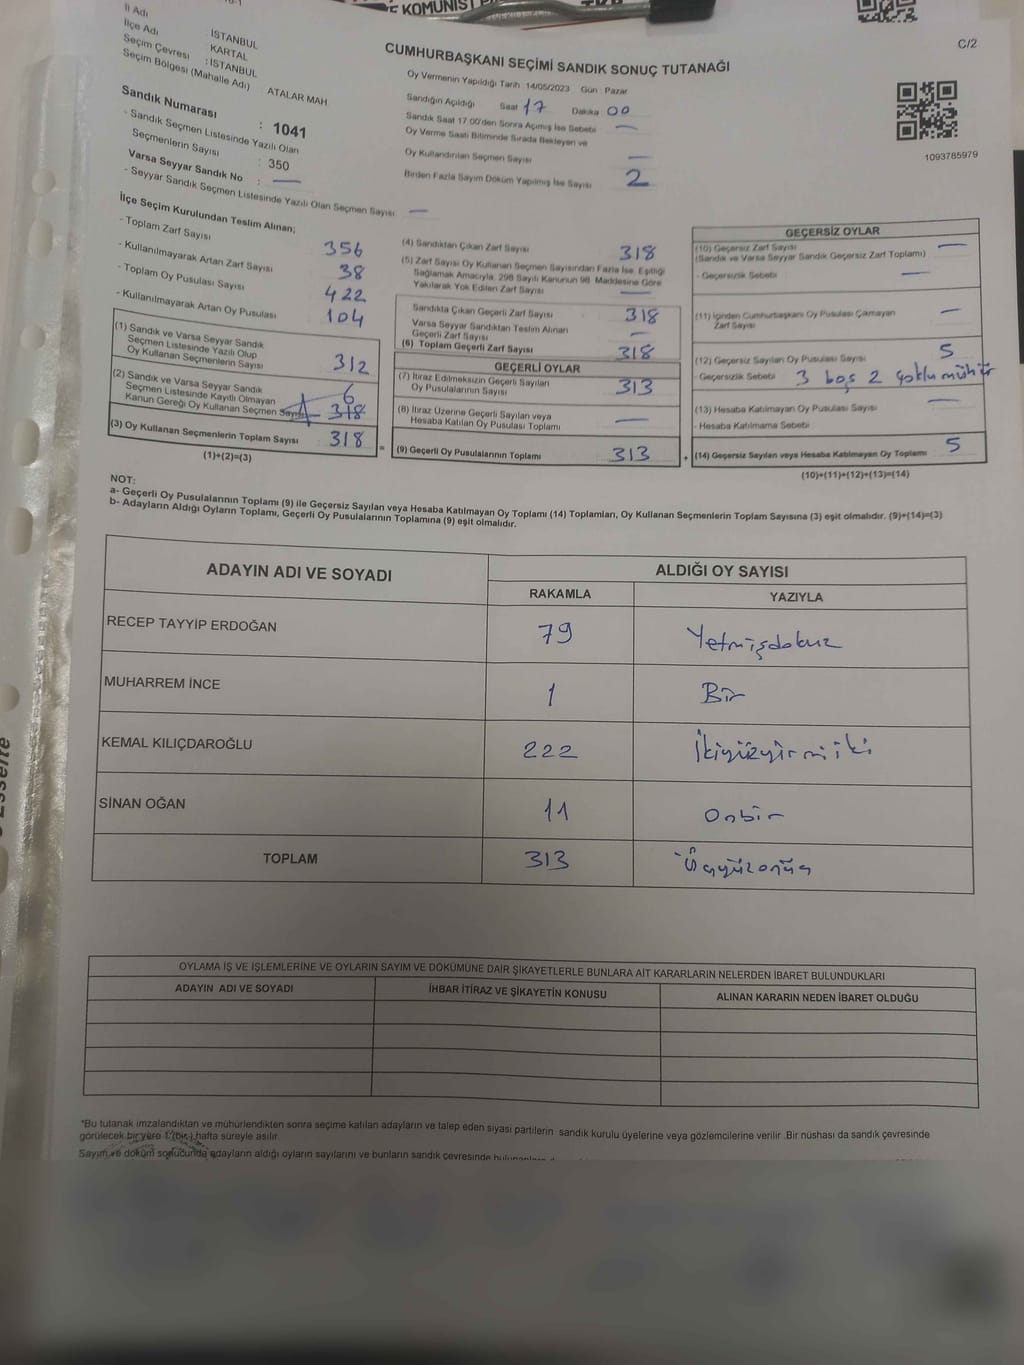 E KOMÜNİST
C/2
İl Adı
İlçe Adı İSTANBUL
Seçim Çevresi KARTAL
Seçim Bölgesi (Mahalle Adı) : İSTANBUL
ATALAR MAH
CUMHURBAŞKANI SEÇİMİ SANDIK SONUÇ TUTANAĞI
Oy Vermenin Yapıldığı Tarih 14/05/2023 Gün : Pazar
Sandığın Açıldığı Saat 17 Dakika 00
Sandık Saat 17.00'den Sonra Açılmış İse Sebebi —
Oy Verme Saati Bitiminde Sırada Bekleyen ve
Oy Kullandırılan Seçmen Sayısı —
Birden Fazla Sayım Döküm Yapılmış İse Sayısı 2
1093785979
Sandık Numarası : 1041
- Sandık Seçmen Listesinde Yazılı Olan
Seçmenlerin Sayısı : 350
Varsa Seyyar Sandık No : —
- Seyyar Sandık Seçmen Listesinde Yazılı Olan Seçmen Sayısı —
İlçe Seçim Kurulundan Teslim Alınan;
- Toplam Zarf Sayısı 356
- Kullanılmayarak Artan Zarf Sayısı 38
- Toplam Oy Pusulası Sayısı 422
- Kullanılmayarak Artan Oy Pusulası 104
(1) Sandık ve Varsa Seyyar Sandık
Seçmen Listesinde Yazılı Olup
Oy Kullanan Seçmenlerin Sayısı 312
(2) Sandık ve Varsa Seyyar Sandık
Seçmen Listesinde Kayıtlı Olmayan 6
Kanun Gereği Oy Kullanan Seçmen Sayısı 318
(3) Oy Kullanan Seçmenlerin Toplam Sayısı 318 =
(1)+(2)=(3)
(4) Sandıktan Çıkan Zarf Sayısı 318
(5) Zarf Sayısı Oy Kullanan Seçmen Sayısından Fazla İse, Eşitliği
Sağlamak Amacıyla, 298 Sayılı Kanunun 98. Maddesine Göre
Yakılarak Yok Edilen Zarf Sayısı —
Sandıkta Çıkan Geçerli Zarf Sayısı 318
Varsa Seyyar Sandıktan Teslim Alınan
Geçerli Zarf Sayısı —
(6) Toplam Geçerli Zarf Sayısı 318
GEÇERLİ OYLAR
(7) İtiraz Edilmeksizin Geçerli Sayılan
Oy Pusulalarının Sayısı 313
(8) İtiraz Üzerine Geçerli Sayılan veya
Hesaba Katılan Oy Pusulası Toplamı —
(9) Geçerli Oy Pusulalarının Toplamı 313 +
GEÇERSİZ OYLAR
(10) Geçersiz Zarf Sayısı —
(Sandık ve Varsa Seyyar Sandık Geçersiz Zarf Toplamı)
- Geçersizlik Sebebi —
(11) İçinden Cumhurbaşkanı Oy Pusulası Çıkmayan —
Zarf Sayısı
(12) Geçersiz Sayılan Oy Pusulası Sayısı 5
- Geçersizlik Sebebi 3 boş 2 çoklu mühür
(13) Hesaba Katılmayan Oy Pusulası Sayısı —
- Hesaba Katılmama Sebebi
(14) Geçersiz Sayılan veya Hesaba Katılmayan Oy Toplamı 5
(10)+(11)+(12)+(13)=(14)
NOT:
a- Geçerli Oy Pusulalarının Toplamı (9) ile Geçersiz Sayılan veya Hesaba Katılmayan Oy Toplamı (14) Toplamları, Oy Kullanan Seçmenlerin Toplam Sayısına (3) eşit olmalıdır. (9)+(14)=(3)
b- Adayların Aldığı Oyların Toplamı, Geçerli Oy Pusulalarının Toplamına (9) eşit olmalıdır.
ADAYIN ADI VE SOYADI ALDIĞI OY SAYISI
RAKAMLA YAZIYLA
RECEP TAYYİP ERDOĞAN 79 Yetmişdokuz
MUHARREM İNCE 1 Bir
KEMAL KILIÇDAROĞLU 222 İkiyüzyirmiiki
SİNAN OĞAN 11 Onbir
TOPLAM 313 Üçyüzonüç
OYLAMA İŞ VE İŞLEMLERİNE VE OYLARIN SAYIM VE DÖKÜMÜNE DAİR ŞİKAYETLERLE BUNLARA AİT KARARLARIN NELERDEN İBARET BULUNDUKLARI
ADAYIN ADI VE SOYADI İHBAR İTİRAZ VE ŞİKAYETİN KONUSU ALINAN KARARIN NEDEN İBARET OLDUĞU
*Bu tutanak imzalandıktan ve mühürlendikten sonra seçime katılan adayların ve talep eden siyasi partilerin sandık kurulu üyelerine veya gözlemcilerine verilir .Bir nüshası da sandık çevresinde
görülecek bir yere 1 (bir ) hafta süreyle asılır.
Sayım ve döküm sonucunda adayların aldığı oyların sayılarını ve bunların sandık çevresinde